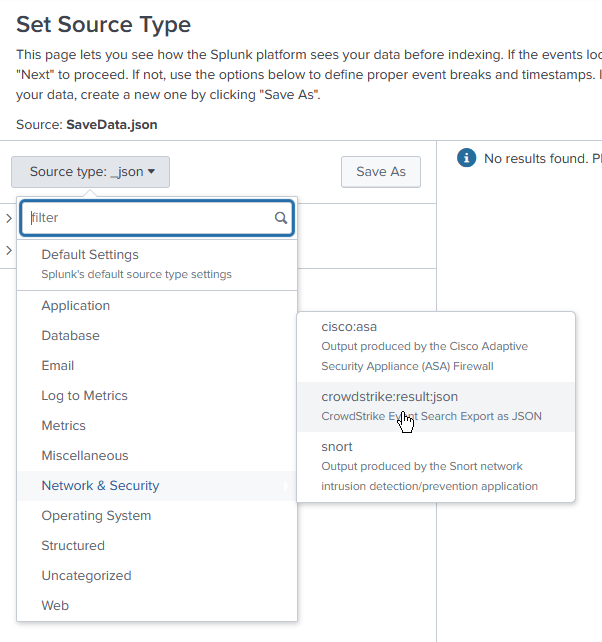 Set Source Type
This page lets you see how the Splunk platform sees your data before indexing. If the events loo
"Next" to proceed. If not, use the options below to define proper event breaks and timestamps. I
your data, create a new one by clicking "Save As".
Source: SaveData.json
Source type: _json
Save As
No results found. Pl
filter
Default Settings
Splunk's default source type settings
Application
Database
Email
Log to Metrics
Metrics
Miscellaneous
Network & Security
Operating System
Structured
Uncategorized
Web
cisco:asa
Output produced by the Cisco Adaptive
Security Appliance (ASA) Firewall
crowdstrike:result:json
CrowdStrike Event Search Export as JSON
snort
Output produced by the Snort network
intrusion detection/prevention application